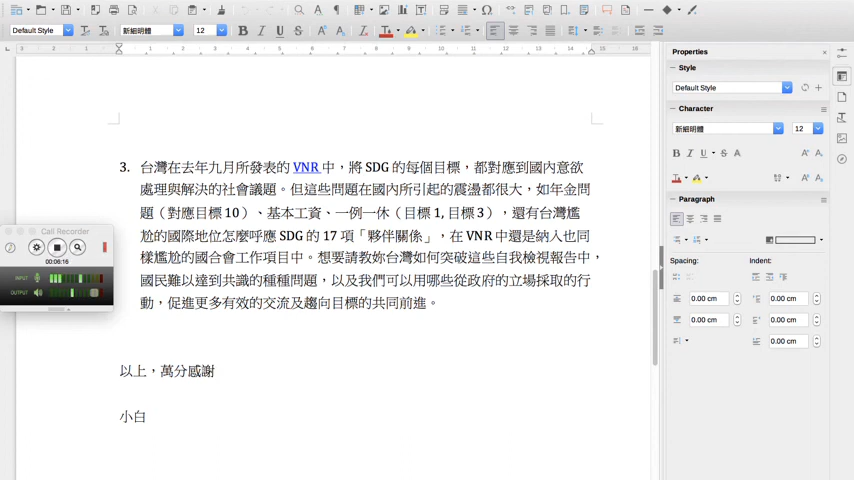 Default Style
新細明體
12
Properties
Style
Default Style
Character
新細明體
12
Paragraph
Spacing:
Indent:
0.00 cm
0.00 cm
0.00 cm
0.00 cm
0.00 cm
3. 台灣在去年九月所發表的 VNR 中，將 SDG 的每個目標，都對應到國內意欲
處理與解決的社會議題。但這些問題在國內所引起的震盪都很大，如年金問
題（對應目標 10）、基本工資、一例一休（目標 1, 目標 3），還有台灣尷
尬的國際地位怎麼呼應 SDG 的 17 項「夥伴關係」，在 VNR 中還是納入也同
樣尷尬的國合會工作項目中。想要請教妳台灣如何突破這些自我檢視報告中，
國民難以達到共識的種種問題，以及我們可以用哪些從政府的立場採取的行
動，促進更多有效的交流及趨向目標的共同前進。
以上，萬分感謝
小白
Call Recorder
00:06:16
INPUT
OUTPUT